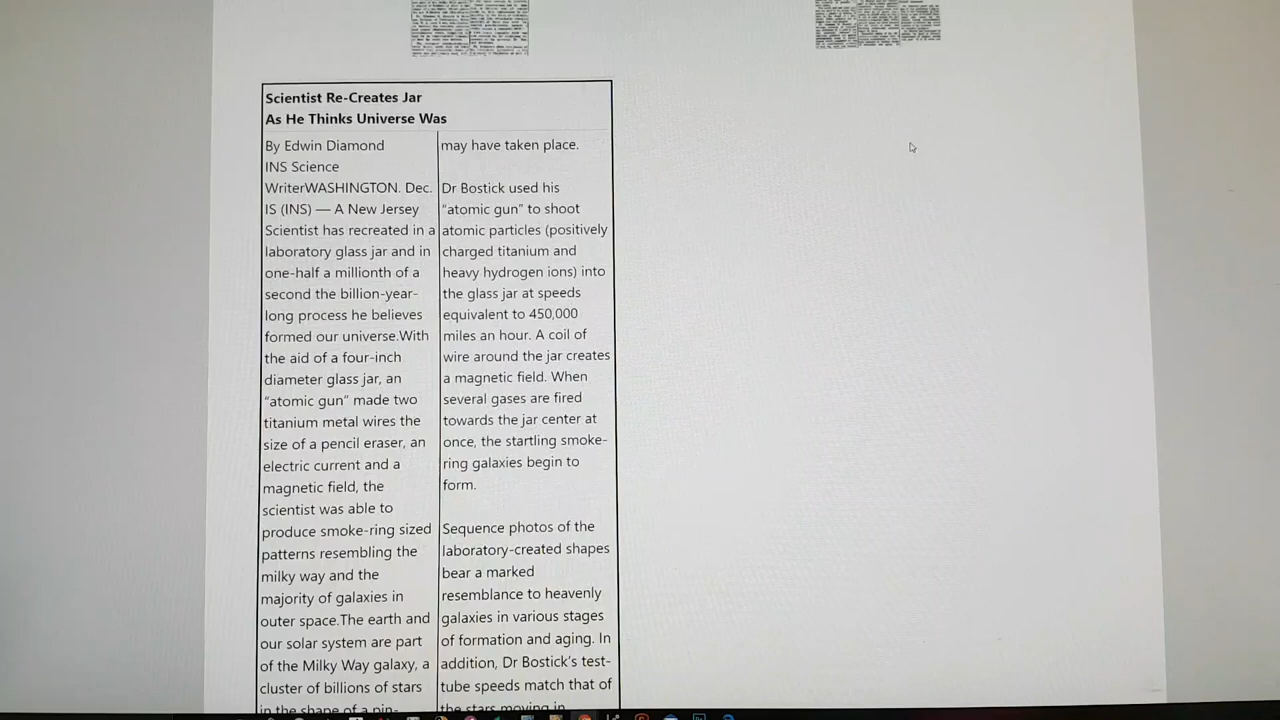 Scientist Re-Creates Jar
As He Thinks Universe Was
By Edwin Diamond
INS Science
WriterWASHINGTON. Dec.
IS (INS) — A New Jersey
Scientist has recreated in a
laboratory glass jar and in
one-half a millionth of a
second the billion-year-
long process he believes
formed our universe.With
the aid of a four-inch
diameter glass jar, an
“atomic gun” made two
titanium metal wires the
size of a pencil eraser, an
electric current and a
magnetic field, the
scientist was able to
produce smoke-ring sized
patterns resembling the
milky way and the
majority of galaxies in
outer space.The earth and
our solar system are part
of the Milky Way galaxy, a
cluster of billions of stars
in the shape of a pin-
may have taken place.
Dr Bostick used his
“atomic gun” to shoot
atomic particles (positively
charged titanium and
heavy hydrogen ions) into
the glass jar at speeds
equivalent to 450,000
miles an hour. A coil of
wire around the jar creates
a magnetic field. When
several gases are fired
towards the jar center at
once, the startling smoke-
ring galaxies begin to
form.
Sequence photos of the
laboratory-created shapes
bear a marked
resemblance to heavenly
galaxies in various stages
of formation and aging. In
addition, Dr Bostick’s test-
tube speeds match that of
the stars moving in